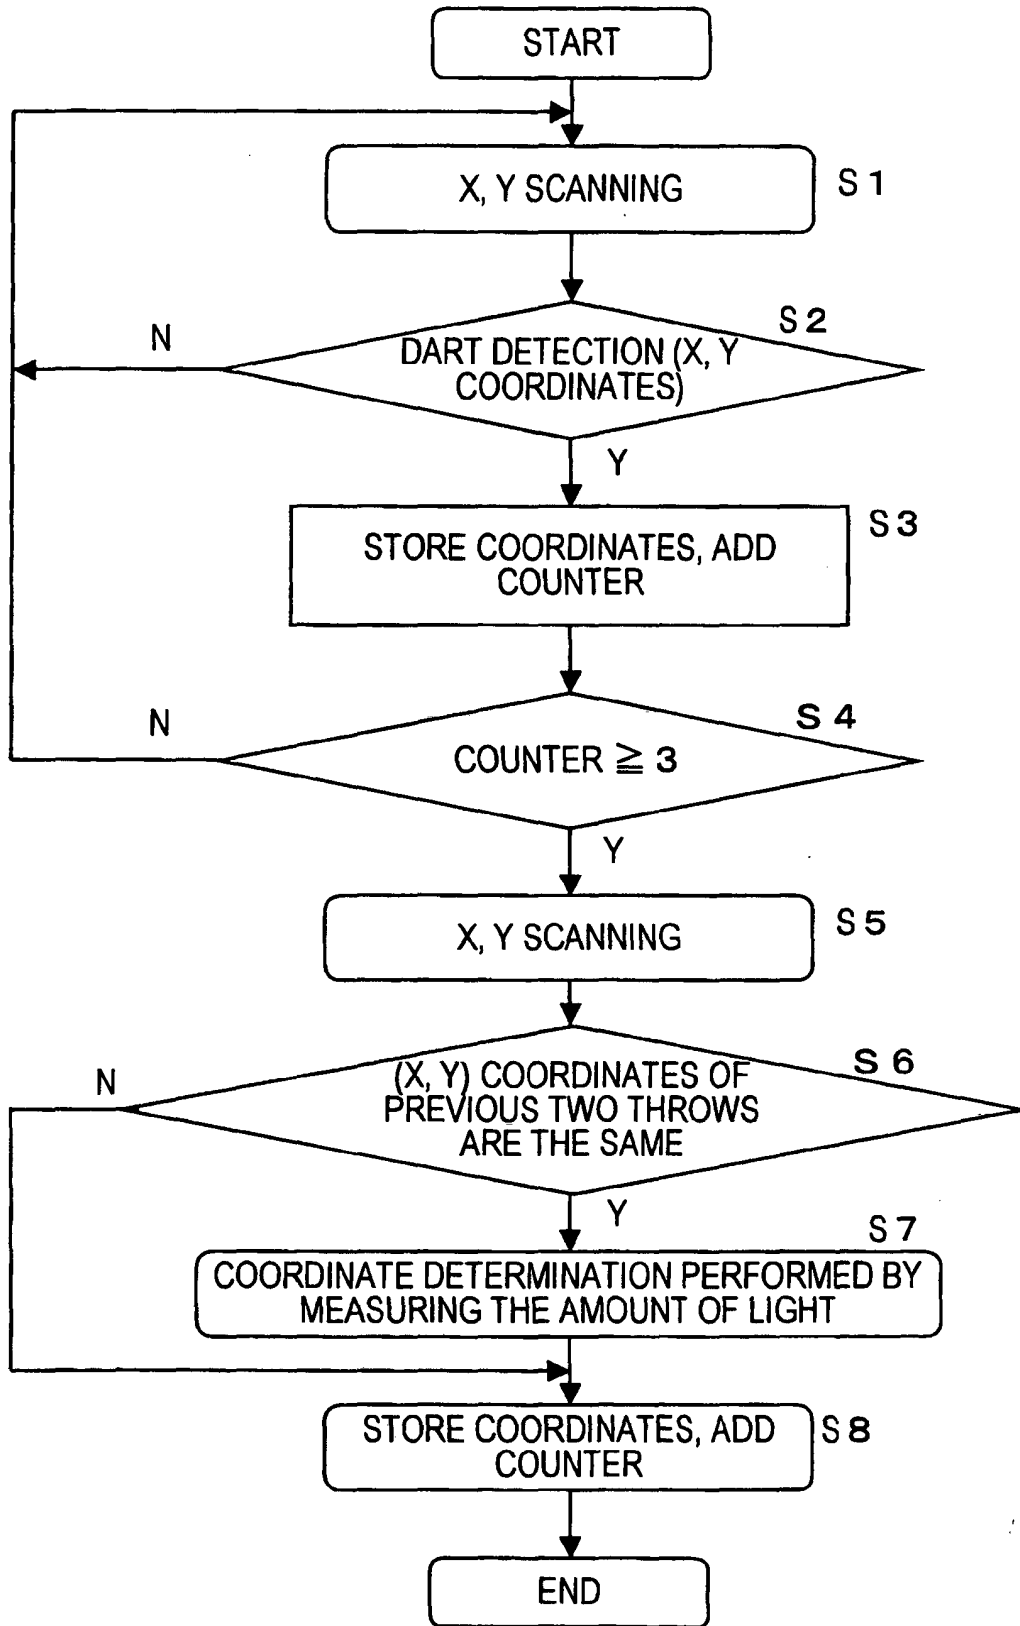 START
X, Y SCANNING
S1
S2
N
DART DETECTION (X, Y
COORDINATES)
Y
S3
STORE COORDINATES, ADD
COUNTER
S4
N
COUNTER ≧ 3
Y
X, Y SCANNING
S5
S6
N
(X, Y) COORDINATES OF
PREVIOUS TWO THROWS
ARE THE SAME
Y
S7
COORDINATE DETERMINATION PERFORMED BY
MEASURING THE AMOUNT OF LIGHT
STORE COORDINATES, ADD
COUNTER
S8
END